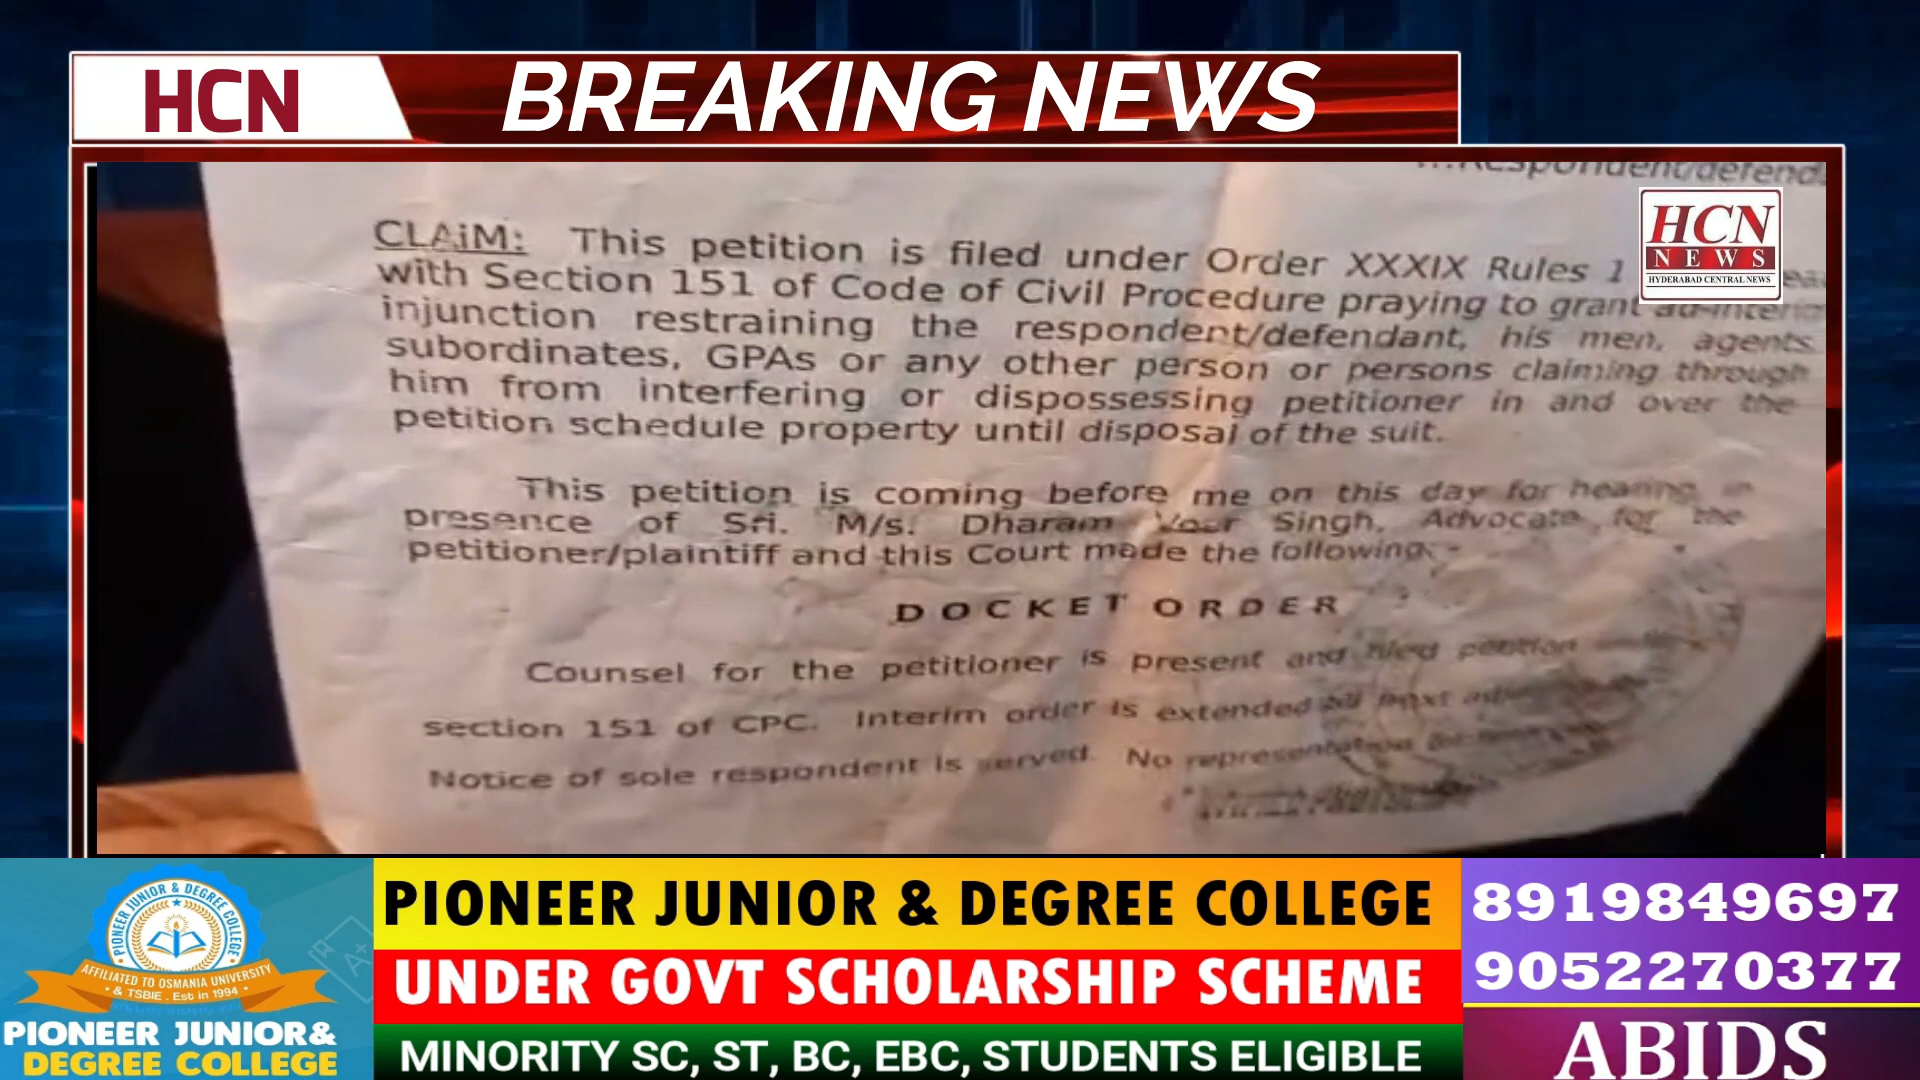 HCN
BREAKING NEWS
HCN
NEWS
HYDERABAD CENTRAL NEWS
CLAiM: This petition is filed under Order XXXIX Rules 1
with Section 151 of Code of Civil Procedure praying to grant ad-interim
injunction restraining the respondent/defendant, his men, agents,
subordinates, GPAs or any other person or persons claiming through
him from interfering or dispossessing petitioner in and over the
petition schedule property until disposal of the suit.
This petition is coming before me on this day for hearing in
presence of Sri. M/s. Dharam Veer Singh, Advocate for the
petitioner/plaintiff and this Court made the following: -
DOCKET ORDER
Counsel for the petitioner is present and filed petition
section 151 of CPC. Interim order is extended till next
Notice of sole respondent is served. No representation
PIONEER JUNIOR & DEGREE COLLEGE
AFFILIATED TO OSMANIA UNIVERSITY
& TSBIE . Est in 1994
PIONEER JUNIOR&
DEGREE COLLEGE
PIONEER JUNIOR & DEGREE COLLEGE
UNDER GOVT SCHOLARSHIP SCHEME
MINORITY SC, ST, BC, EBC, STUDENTS ELIGIBLE
8919849697
9052270377
ABIDS